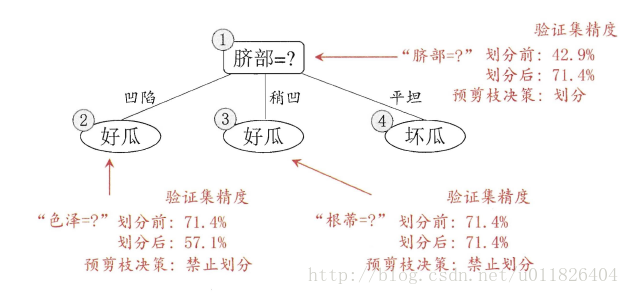 验证集精度
① 脐部=?
“脐部=?” 划分前: 42.9%
划分后: 71.4%
预剪枝决策: 划分
凹陷 稍凹 平坦
② 好瓜 ③ 好瓜 ④ 坏瓜
验证集精度
“色泽=?” 划分前: 71.4%
划分后: 57.1%
预剪枝决策: 禁止划分
验证集精度
“根蒂=?” 划分前: 71.4%
划分后: 71.4%
预剪枝决策: 禁止划分
http://blog.csdn.net/u011826404